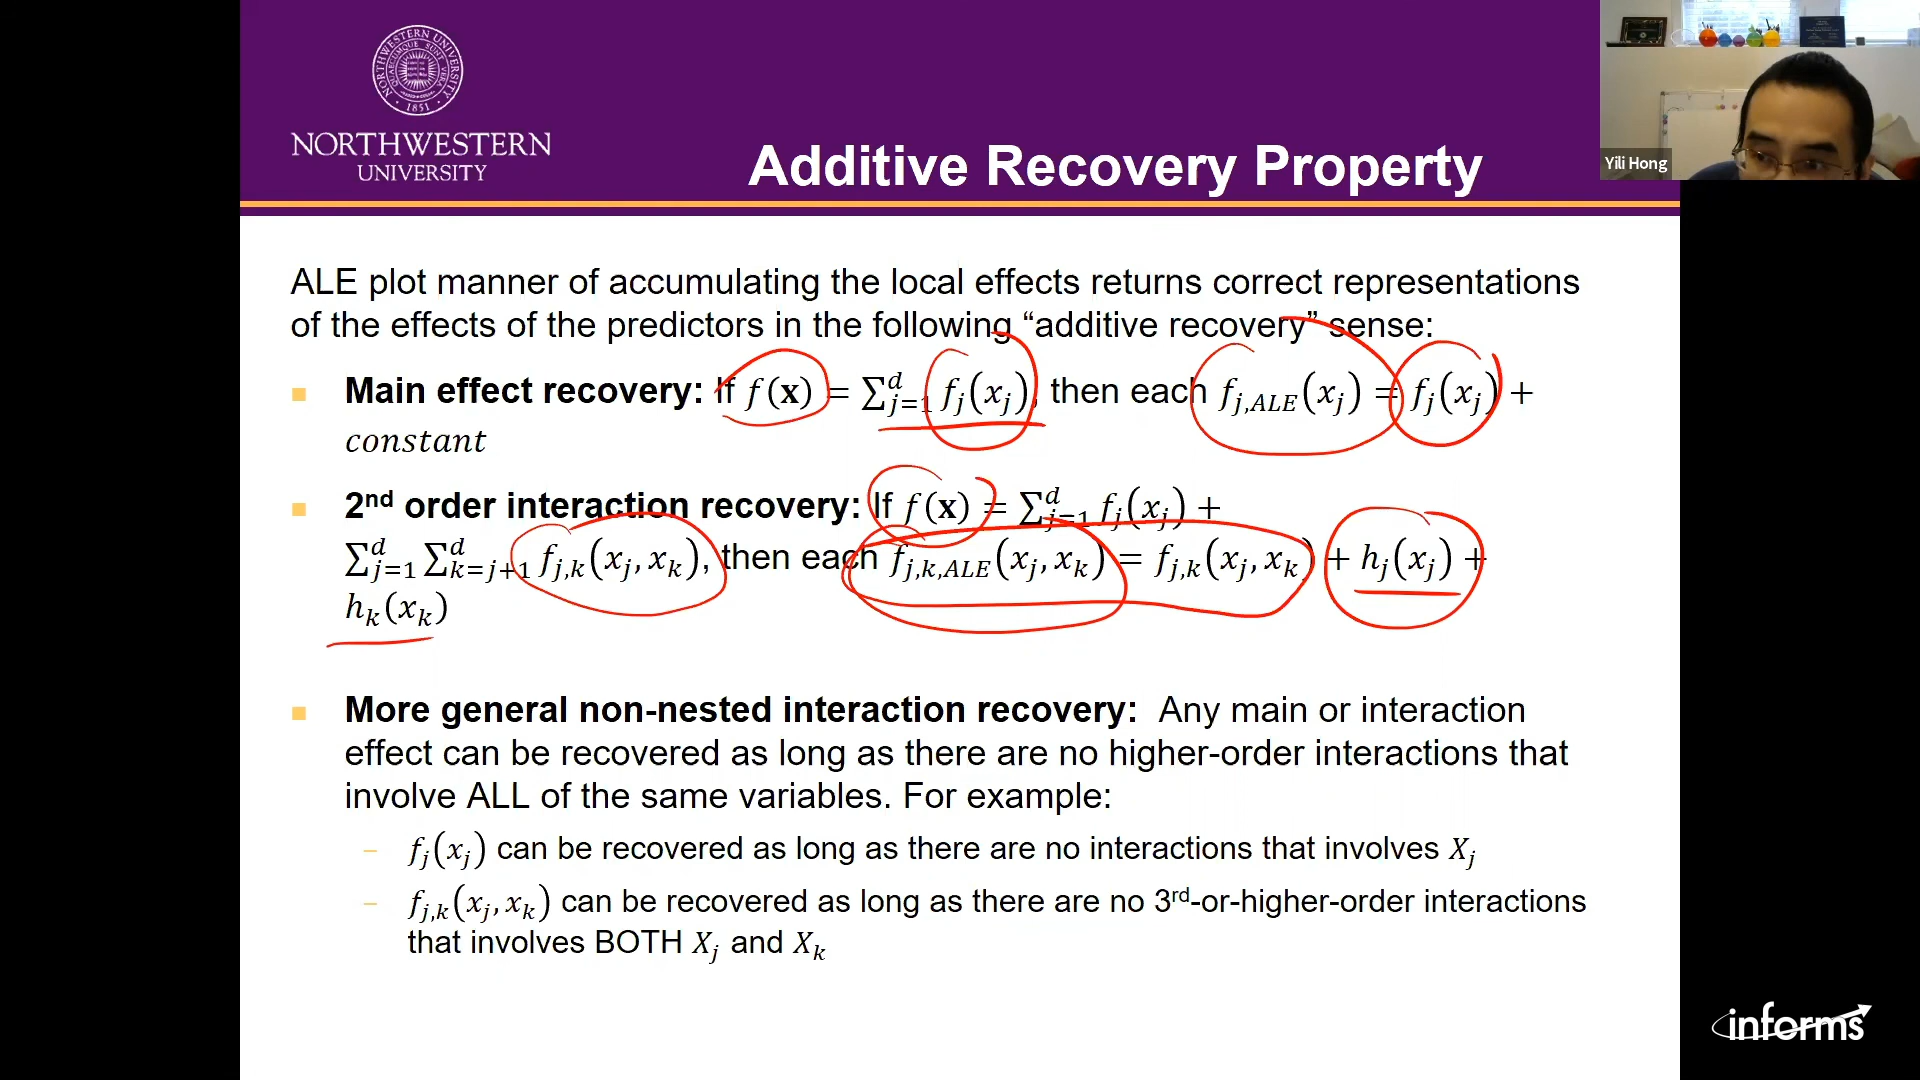 NORTHWESTERN UNIVERSITY
1851
NORTHWESTERN
UNIVERSITY
Additive Recovery Property
Yili Hong
ALE plot manner of accumulating the local effects returns correct representations
of the effects of the predictors in the following “additive recovery” sense:
Main effect recovery: If f(x) = ∑_{j=1}^{d} f_j(x_j), then each f_{j,ALE}(x_j) = f_j(x_j) +
constant
2nd order interaction recovery: If f(x) = ∑_{j=1}^{d} f_j(x_j) +
∑_{j=1}^{d} ∑_{k=j+1}^{d} f_{j,k}(x_j, x_k), then each f_{j,k,ALE}(x_j, x_k) = f_{j,k}(x_j, x_k) + h_j(x_j) +
h_k(x_k)
More general non-nested interaction recovery: Any main or interaction
effect can be recovered as long as there are no higher-order interactions that
involve ALL of the same variables. For example:
– f_j(x_j) can be recovered as long as there are no interactions that involves X_j
– f_{j,k}(x_j, x_k) can be recovered as long as there are no 3rd-or-higher-order interactions
that involves BOTH X_j and X_k
informs